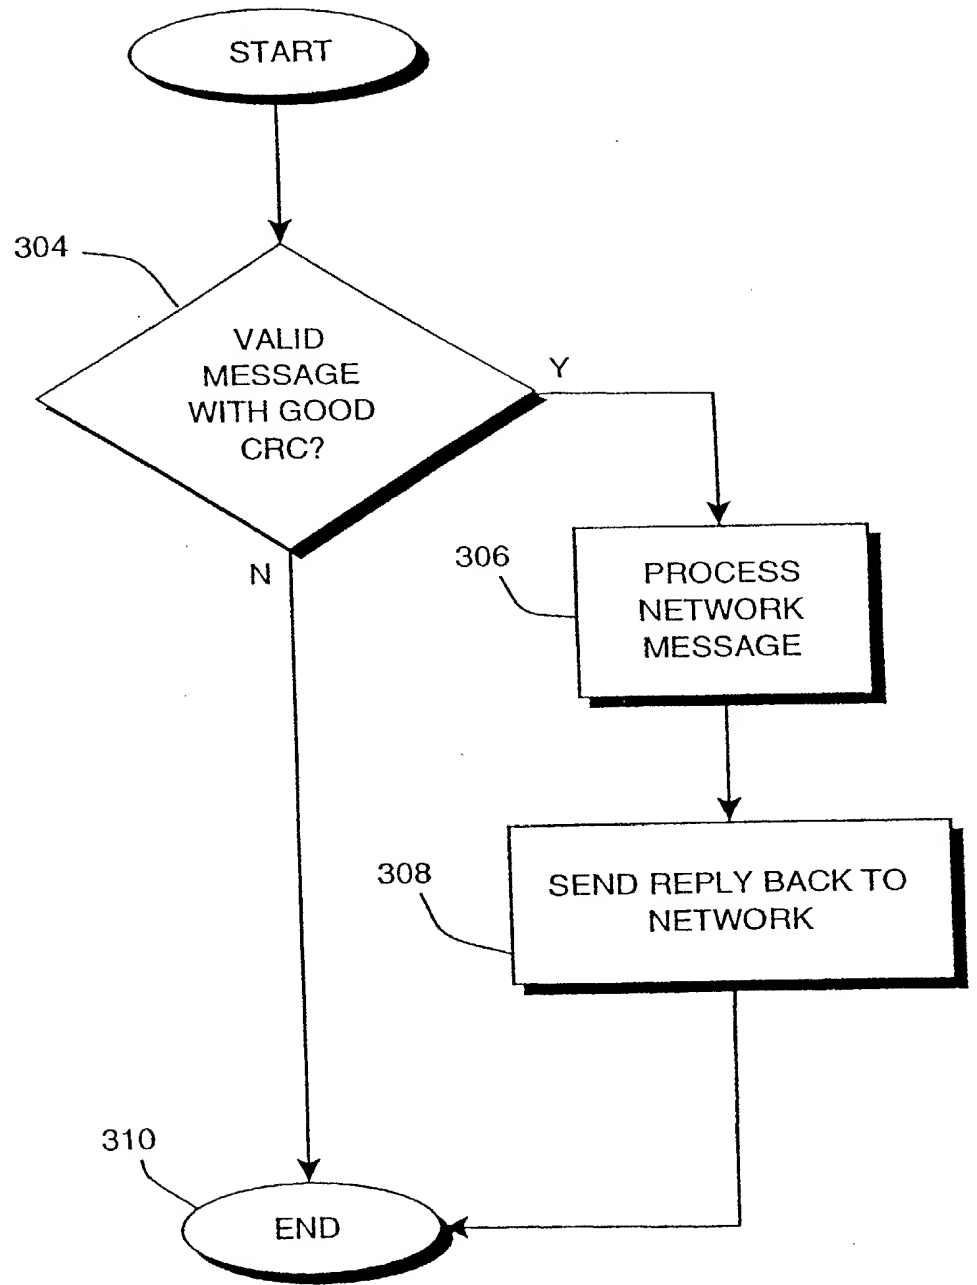 START
304
VALID
MESSAGE
WITH GOOD
CRC?
Y
N
306
PROCESS
NETWORK
MESSAGE
308
SEND REPLY BACK TO
NETWORK
310
END